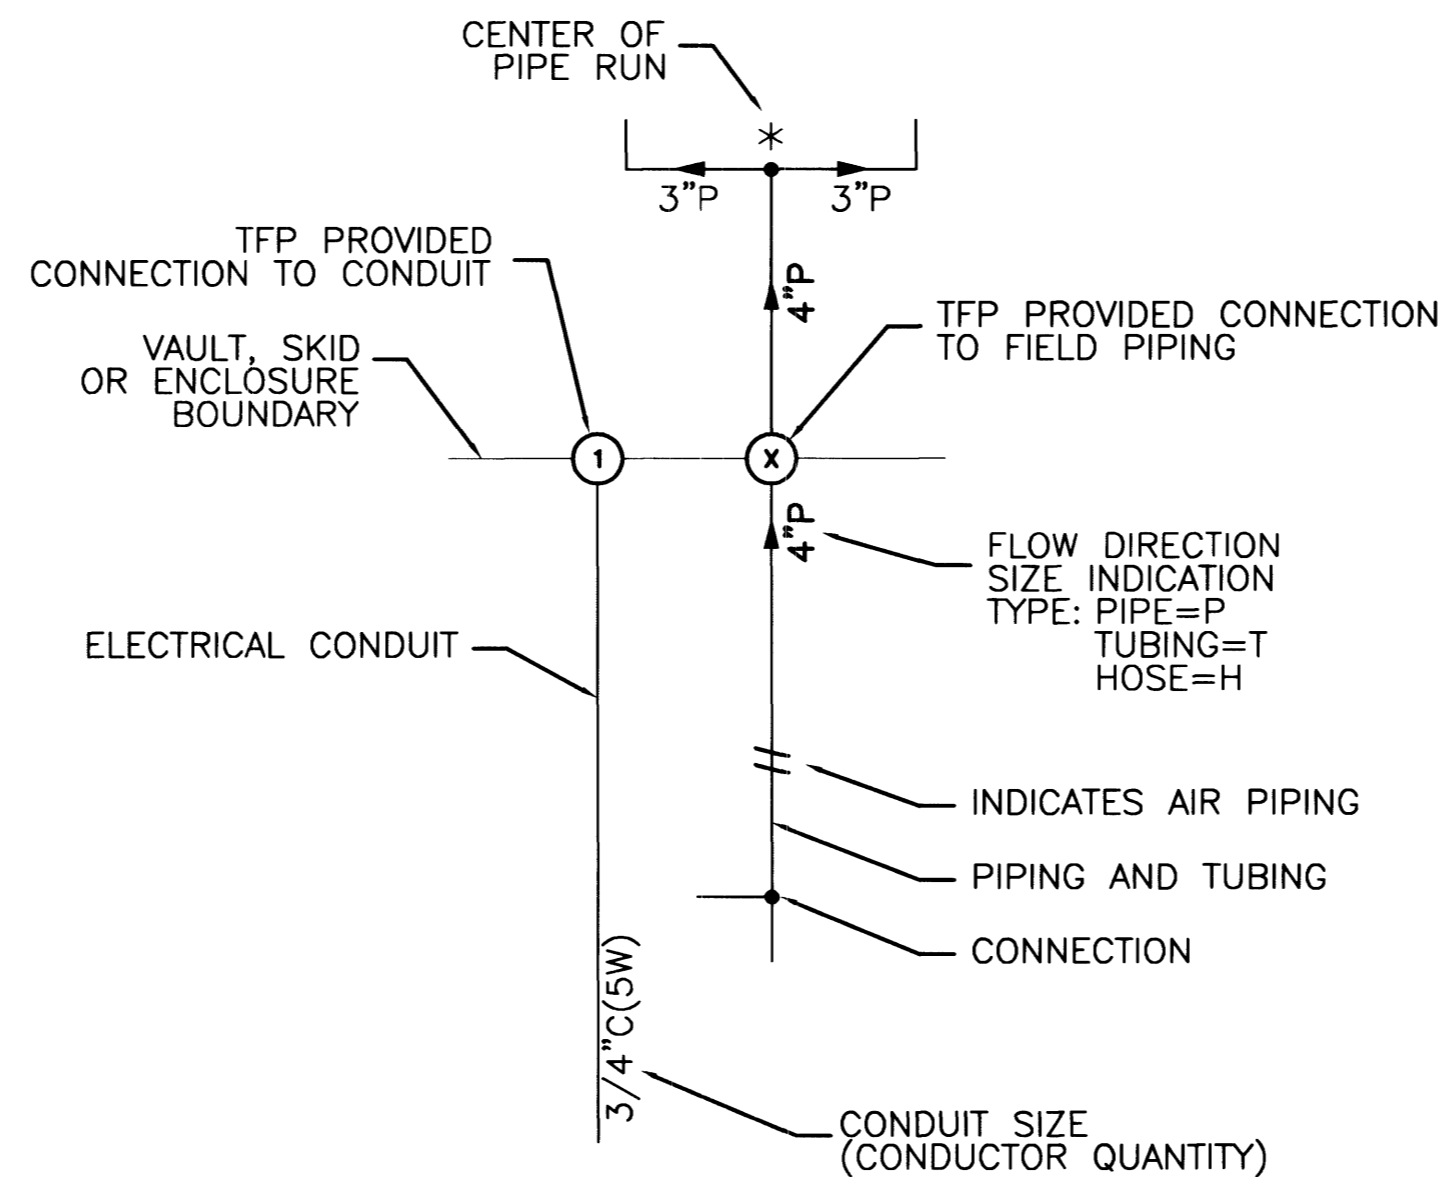 CENTER OF
PIPE RUN
3"P
3"P
TFP PROVIDED
CONNECTION TO CONDUIT
4"P
TFP PROVIDED CONNECTION
TO FIELD PIPING
VAULT, SKID
OR ENCLOSURE
BOUNDARY
1
X
4"P
FLOW DIRECTION
SIZE INDICATION
TYPE: PIPE=P
TUBING=T
HOSE=H
ELECTRICAL CONDUIT
INDICATES AIR PIPING
PIPING AND TUBING
CONNECTION
3/4"C(5W)
CONDUIT SIZE
(CONDUCTOR QUANTITY)